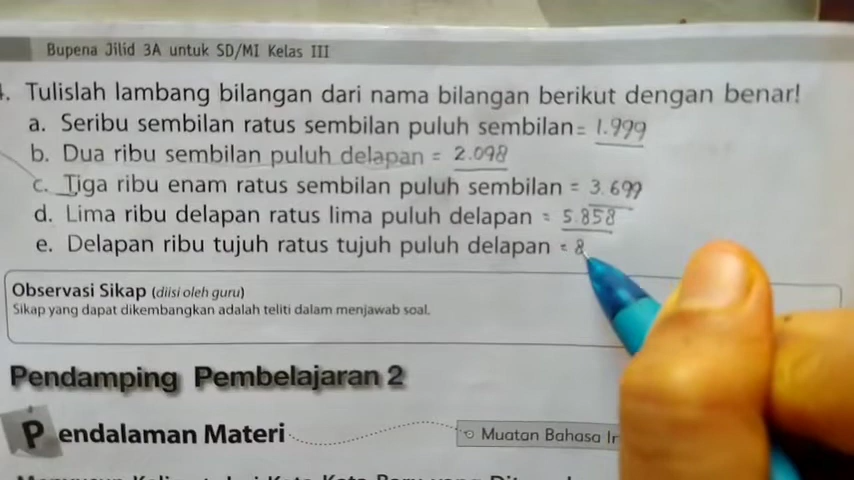 Bupena Jilid 3A untuk SD/MI Kelas III
. Tulislah lambang bilangan dari nama bilangan berikut dengan benar!
a. Seribu sembilan ratus sembilan puluh sembilan = 1.999
b. Dua ribu sembilan puluh delapan = 2.098
c. Tiga ribu enam ratus sembilan puluh sembilan = 3.699
d. Lima ribu delapan ratus lima puluh delapan = 5.858
e. Delapan ribu tujuh ratus tujuh puluh delapan = 8
Observasi Sikap (diisi oleh guru)
Sikap yang dapat dikembangkan adalah teliti dalam menjawab soal.
Pendamping Pembelajaran 2
Pendalaman Materi
Muatan Bahasa In